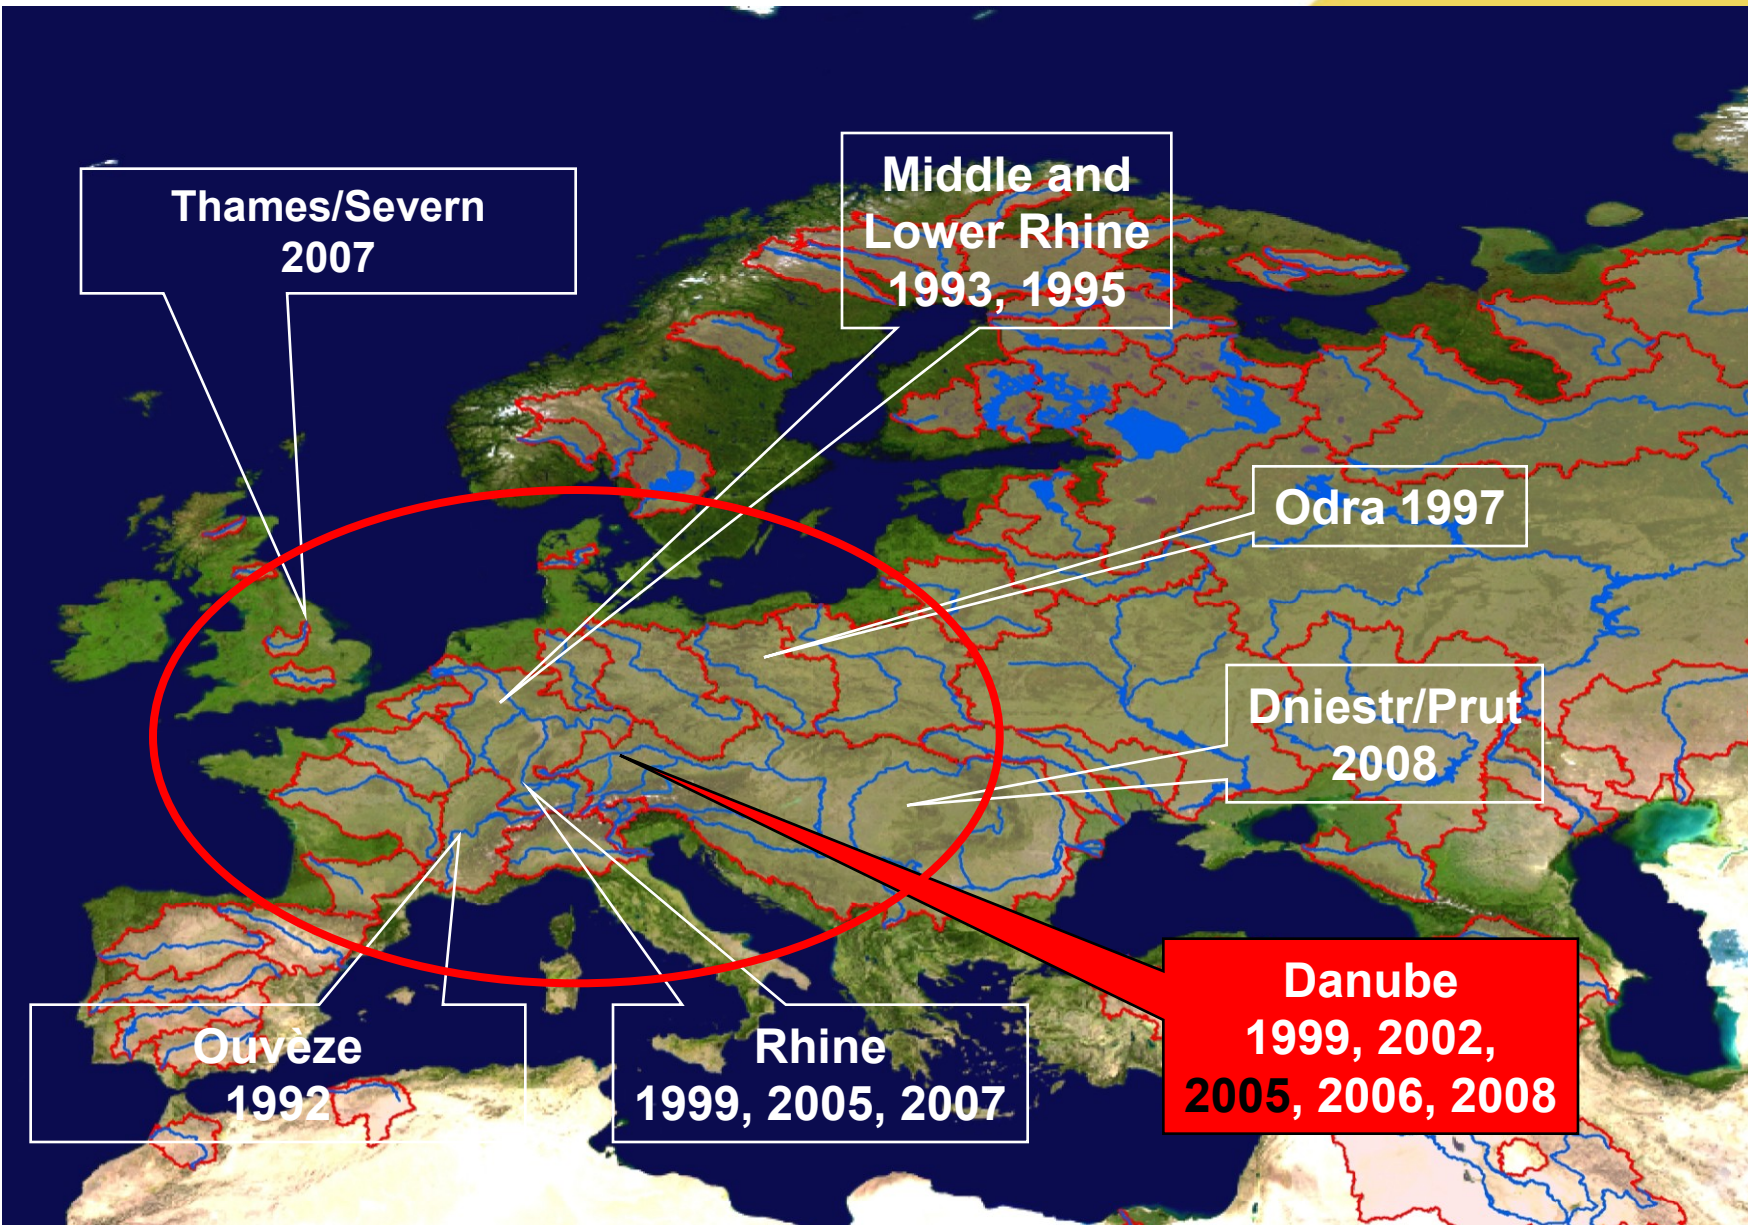 Thames/Severn
2007
Middle and
Lower Rhine
1993, 1995
Odra 1997
Dniestr/Prut
2008
Ouvèze
1992
Rhine
1999, 2005, 2007
Danube
1999, 2002,
2005, 2006, 2008